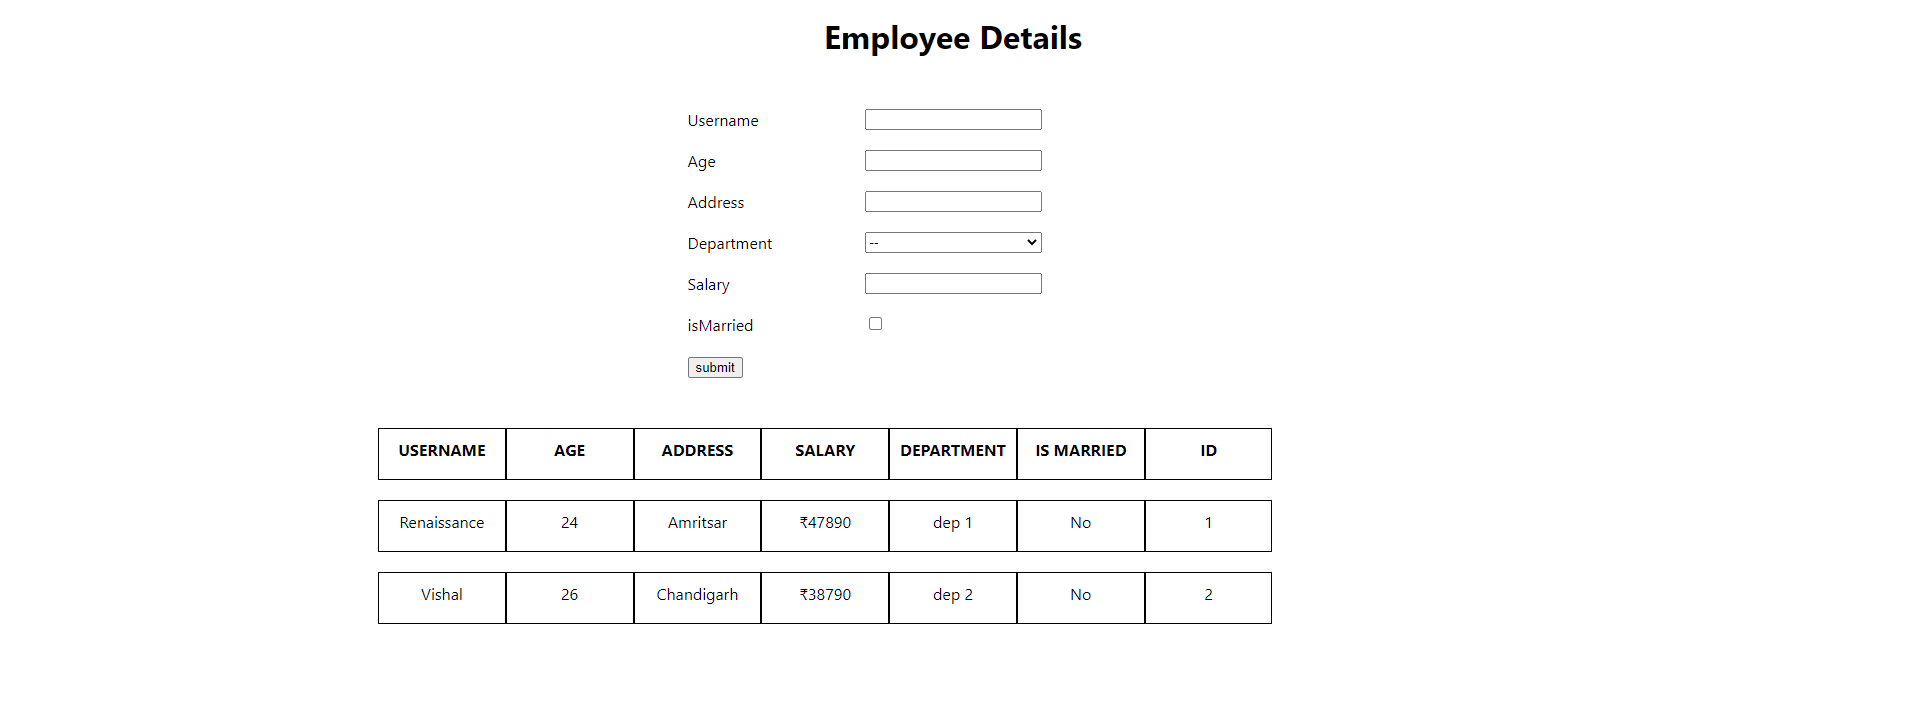 Employee Details
Username
Age
Address
Department --
Salary
isMarried
submit
USERNAME AGE ADDRESS SALARY DEPARTMENT IS MARRIED ID
Renaissance 24 Amritsar ₹47890 dep 1 No 1
Vishal 26 Chandigarh ₹38790 dep 2 No 2